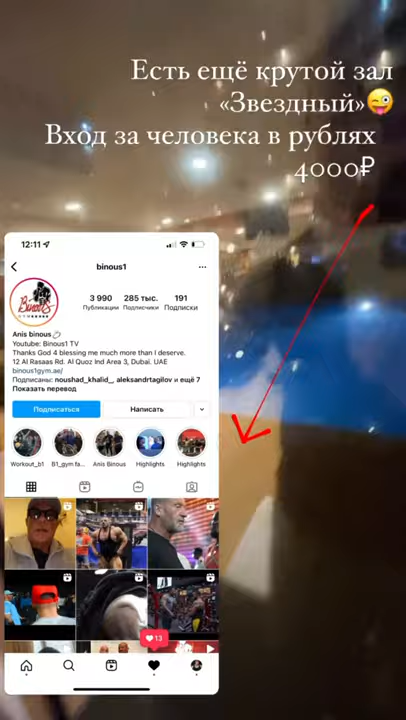 Есть ещё крутой зал
«Звездный»😜
Вход за человека в рублях
4000₽
12:11
binous1
3 990
285 тыс.
191
Публикации
Подписчики
Подписки
Anis binous
Youtube: Binous1 TV
Thanks God 4 blessing me much more than I deserve.
12 Al Rasaas Rd. Al Quoz Ind Area 3, Dubai. UAE
binous1gym.ae/
Подписаны: noushad_khalid_, aleksandrtagilov и ещё 7
Показать перевод
Подписаться
Написать
Workout_b1
B1_gym fa...
Anis Binous
Highlights
Highlights
13